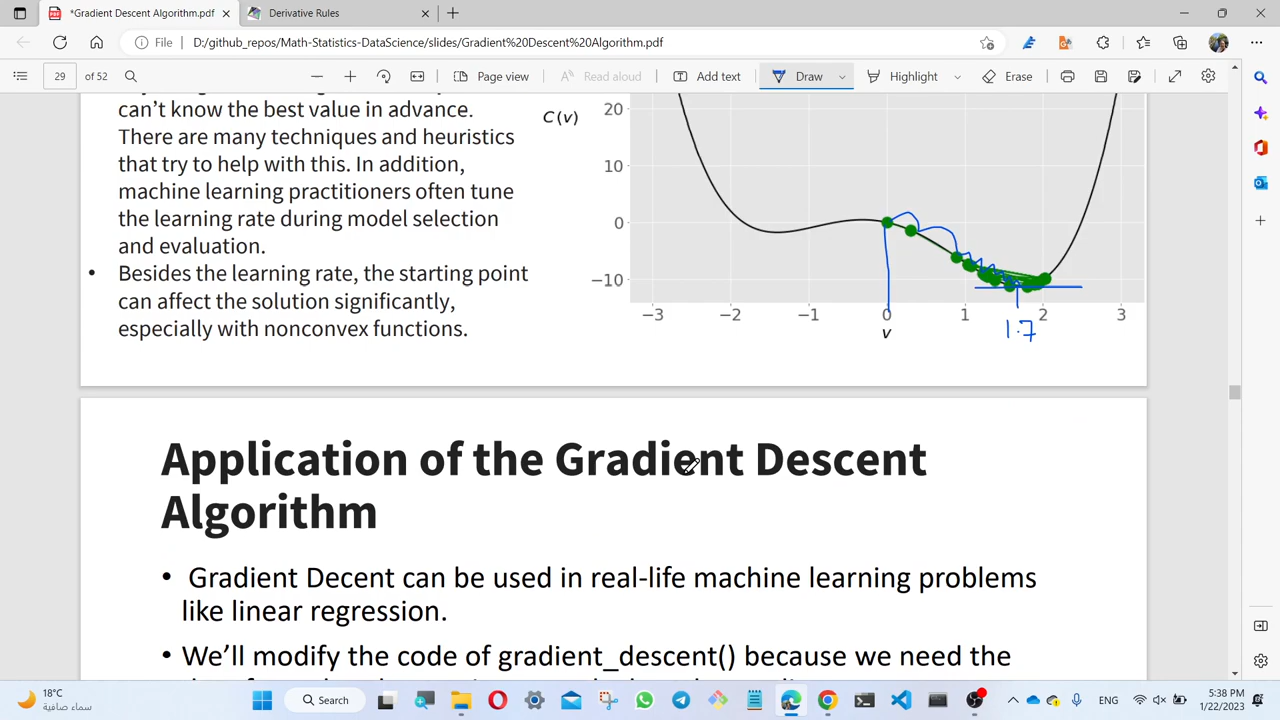 *Gradient Descent Algorithm.pdf
Derivative Rules
File
D:/github_repos/Math-Statistics-DataScience/slides/Gradient%20Descent%20Algorithm.pdf
29 of 52
Page view
Read aloud
Add text
Draw
Highlight
Erase
can’t know the best value in advance.
There are many techniques and heuristics
that try to help with this. In addition,
machine learning practitioners often tune
the learning rate during model selection
and evaluation.
• Besides the learning rate, the starting point
can affect the solution significantly,
especially with nonconvex functions.
C(v)
20
10
0
−10
−3 −2 −1 0 1 2 3
v
1.7
Application of the Gradient Descent
Algorithm
• Gradient Decent can be used in real-life machine learning problems
like linear regression.
• We’ll modify the code of gradient_descent() because we need the
18°C
سماء صافية
Search
ENG
5:38 PM
1/22/2023